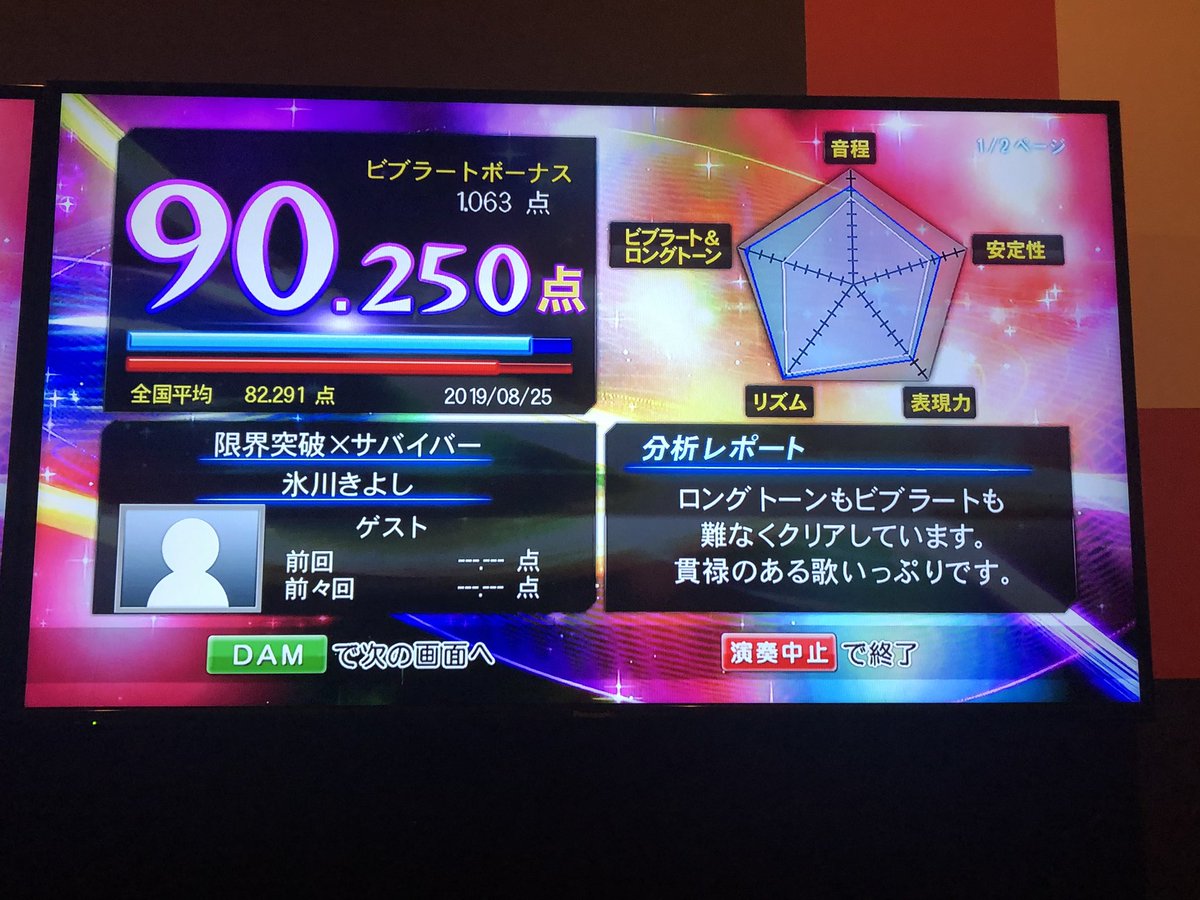 ビブラートボーナス
1.063 点
90.250点
全国平均 82.291 点 2019/08/25
音程
1/2ページ
ビブラート&
ロングトーン
安定性
リズム
表現力
限界突破×サバイバー
氷川きよし
ゲスト
前回 ---.--- 点
前々回 ---.--- 点
分析レポート
ロングトーンもビブラートも
難なくクリアしています。
貫禄のある歌いっぷりです。
DAM で次の画面へ
演奏中止 で終了
Panasonic